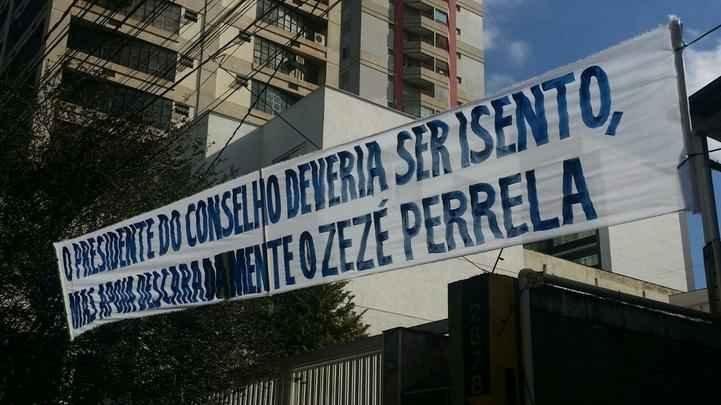 O PRESIDENTE DO CONSELHO DEVERIA SER ISENTO,
MAS APOIA DESCARADAMENTE O ZEZÉ PERRELA